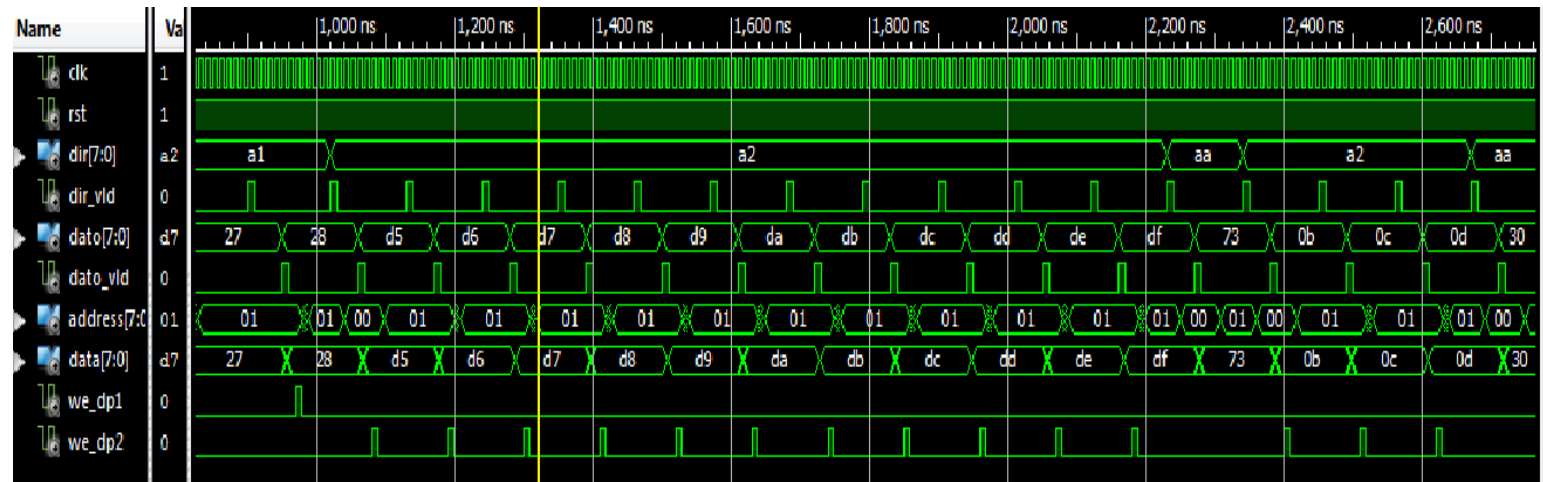 Name Va 1,000 ns 1,200 ns 1,400 ns 1,600 ns 1,800 ns 2,000 ns 2,200 ns 2,400 ns 2,600 ns
clk 1
rst 1
dir[7:0] a2 a1 a2 aa a2 aa
dir_vld 0
dato[7:0] d7 27 28 d5 d6 d7 d8 d9 da db dc dd de df 73 0b 0c 0d 30
dato_vld 0
address[7:0 01 01 01 00 01 01 01 01 01 01 01 01 01 01 01 00 01 00 01 01 01 00
data[7:0] d7 27 28 d5 d6 d7 d8 d9 da db dc dd de df 73 0b 0c 0d 30
we_dp1 0
we_dp2 0